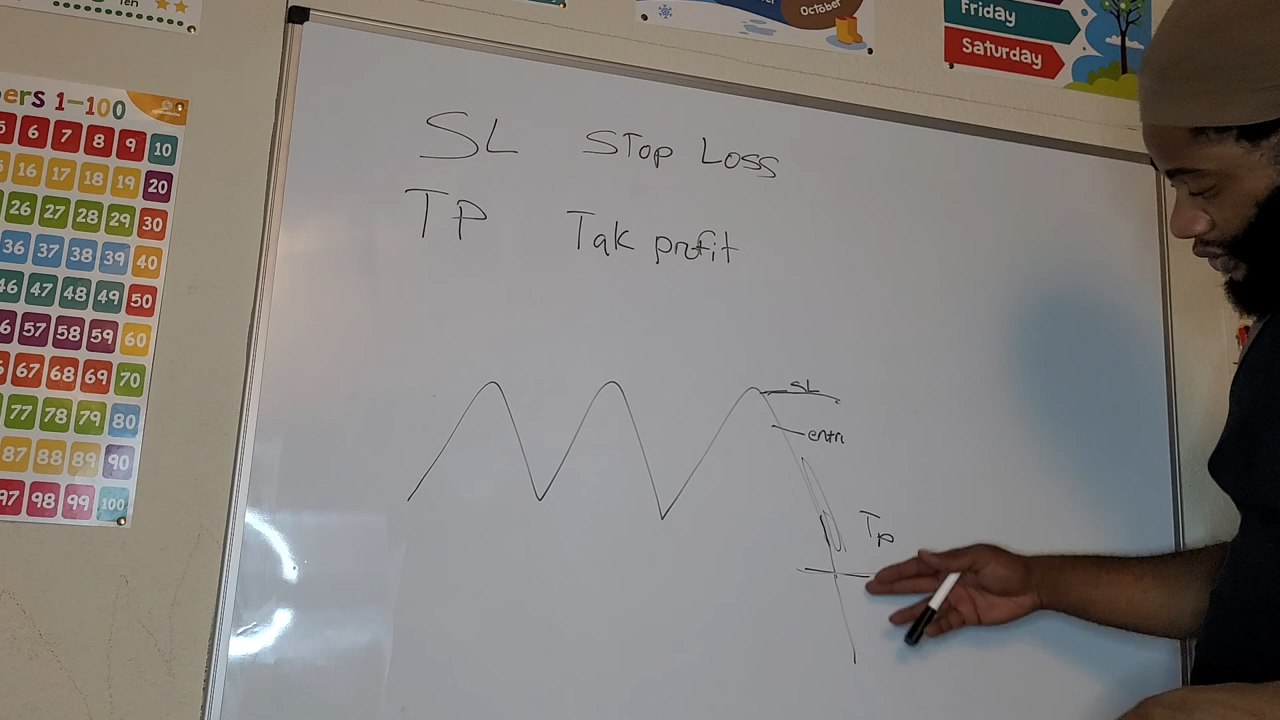 Ten
October
Friday
Saturday
ers 1-100
5 6 7 8 9 10
16 17 18 19 20
26 27 28 29 30
36 37 38 39 40
46 47 48 49 50
6 57 58 59 60
67 68 69 70
77 78 79 80
87 88 89 90
97 98 99 100
SL STop Loss
TP Tak profit
SL
entri
Tp